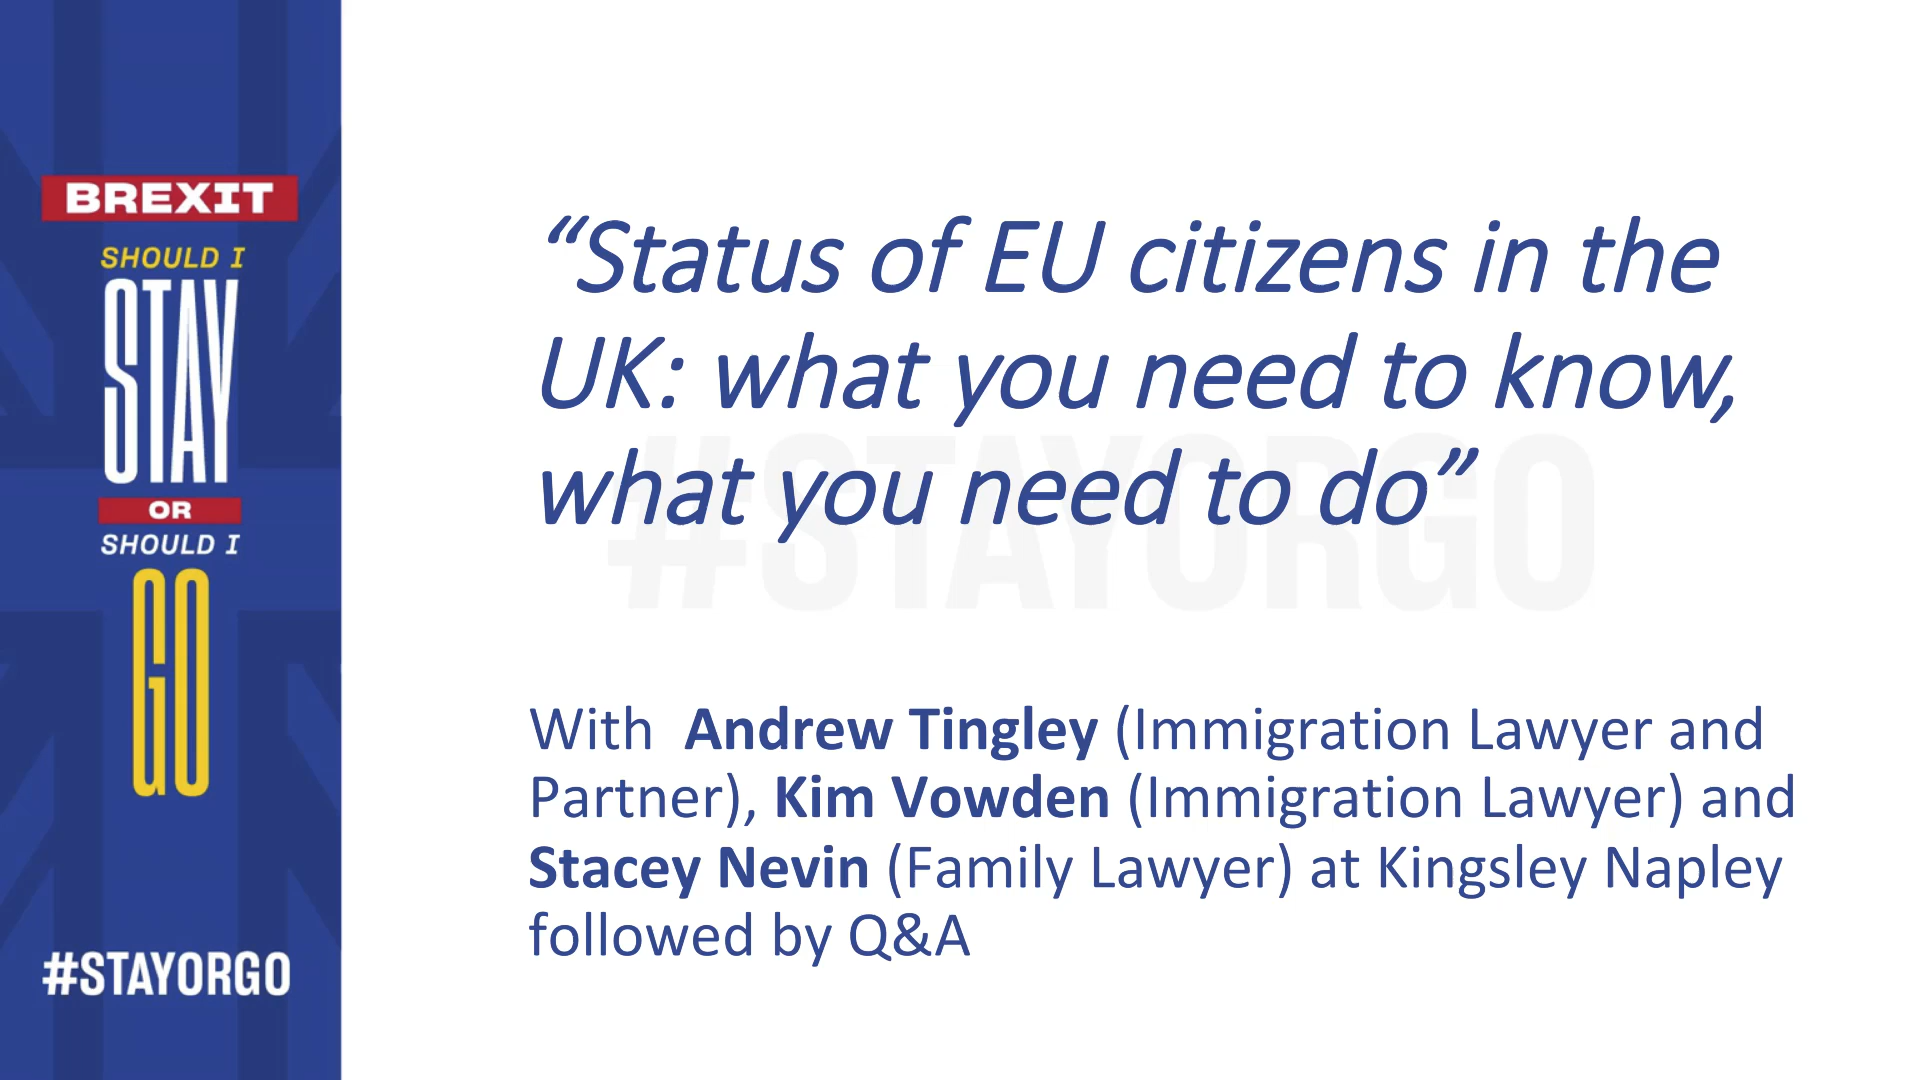 BREXIT
SHOULD I
STAY
OR
SHOULD I
GO
#STAYORGO
“Status of EU citizens in the
UK: what you need to know,
what you need to do”
#STAYORGO
With  Andrew Tingley (Immigration Lawyer and
Partner), Kim Vowden (Immigration Lawyer) and
Stacey Nevin (Family Lawyer) at Kingsley Napley
followed by Q&A